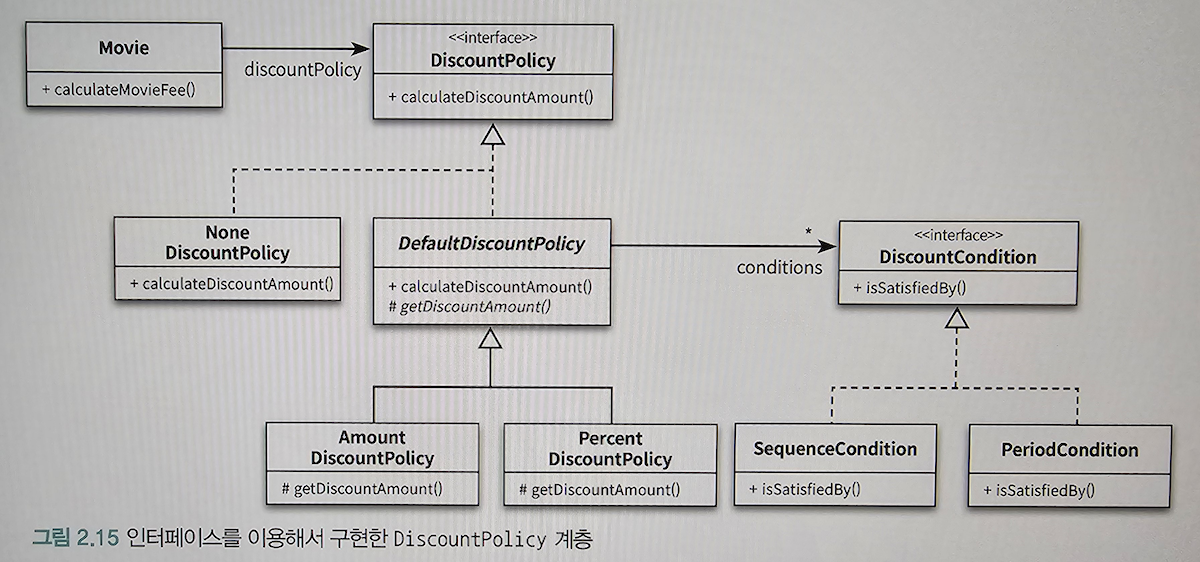 Movie
+ calculateMovieFee()
discountPolicy
<<interface>>
DiscountPolicy
+ calculateDiscountAmount()
None
DiscountPolicy
+ calculateDiscountAmount()
DefaultDiscountPolicy
+ calculateDiscountAmount()
# getDiscountAmount()
*
conditions
<<interface>>
DiscountCondition
+ isSatisfiedBy()
Amount
DiscountPolicy
# getDiscountAmount()
Percent
DiscountPolicy
# getDiscountAmount()
SequenceCondition
+ isSatisfiedBy()
PeriodCondition
+ isSatisfiedBy()
그림 2.15 인터페이스를 이용해서 구현한 DiscountPolicy 계층